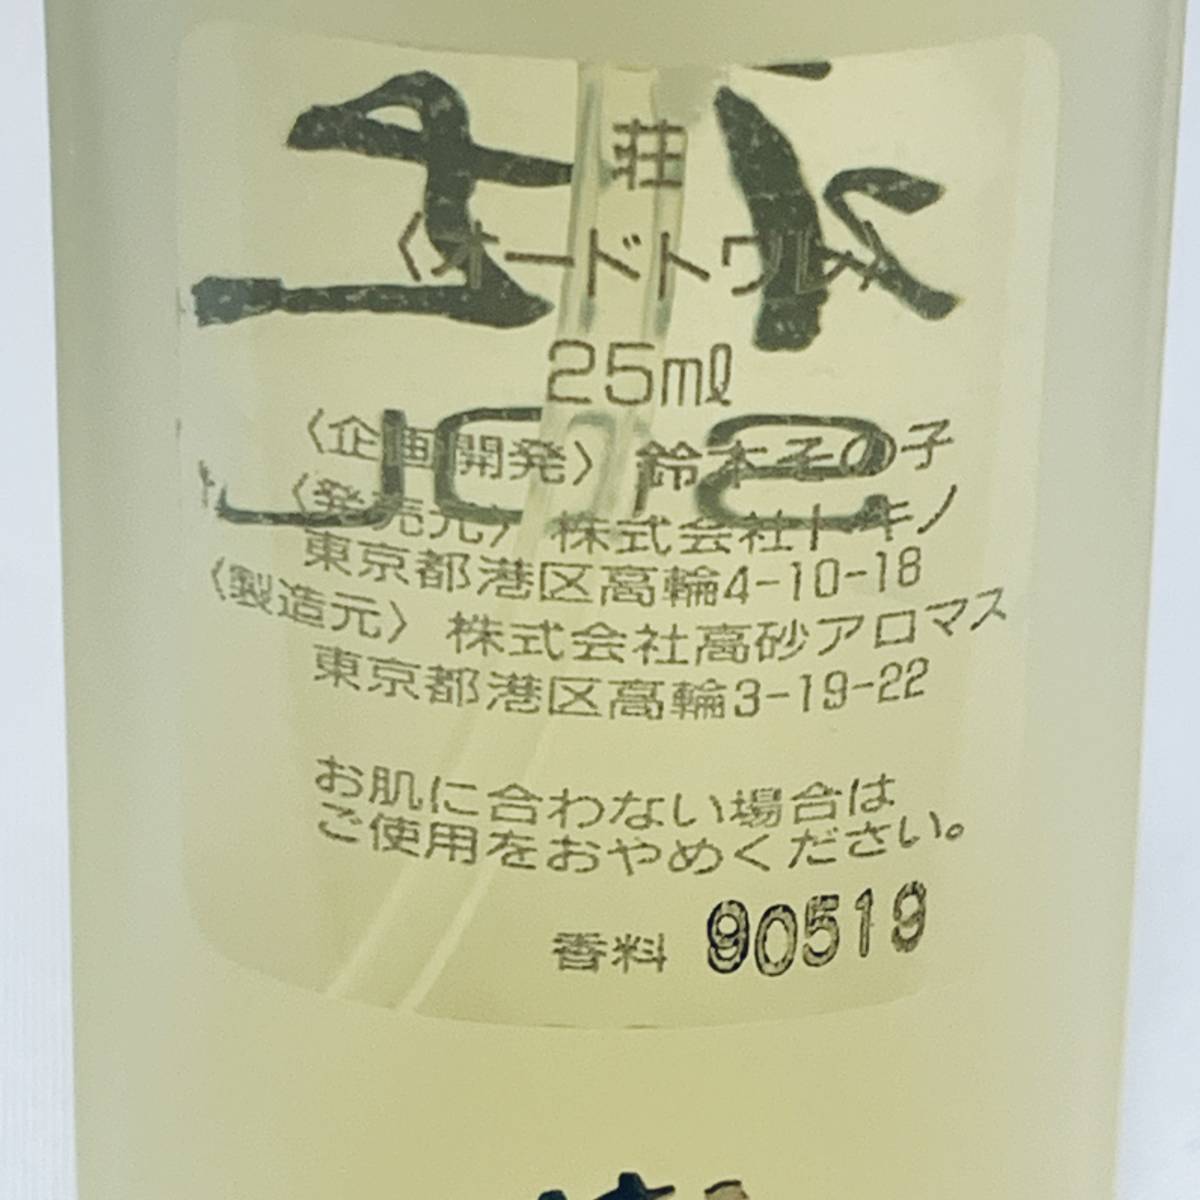 荘
〈オードトワレ〉
25ml
〈企画開発〉鈴木その子
〈発売元〉株式会社トキノ
東京都港区高輪4-10-18
〈製造元〉株式会社高砂アロマス
東京都港区高輪3-19-22
お肌に合わない場合は
ご使用をおやめください。
香料 90519